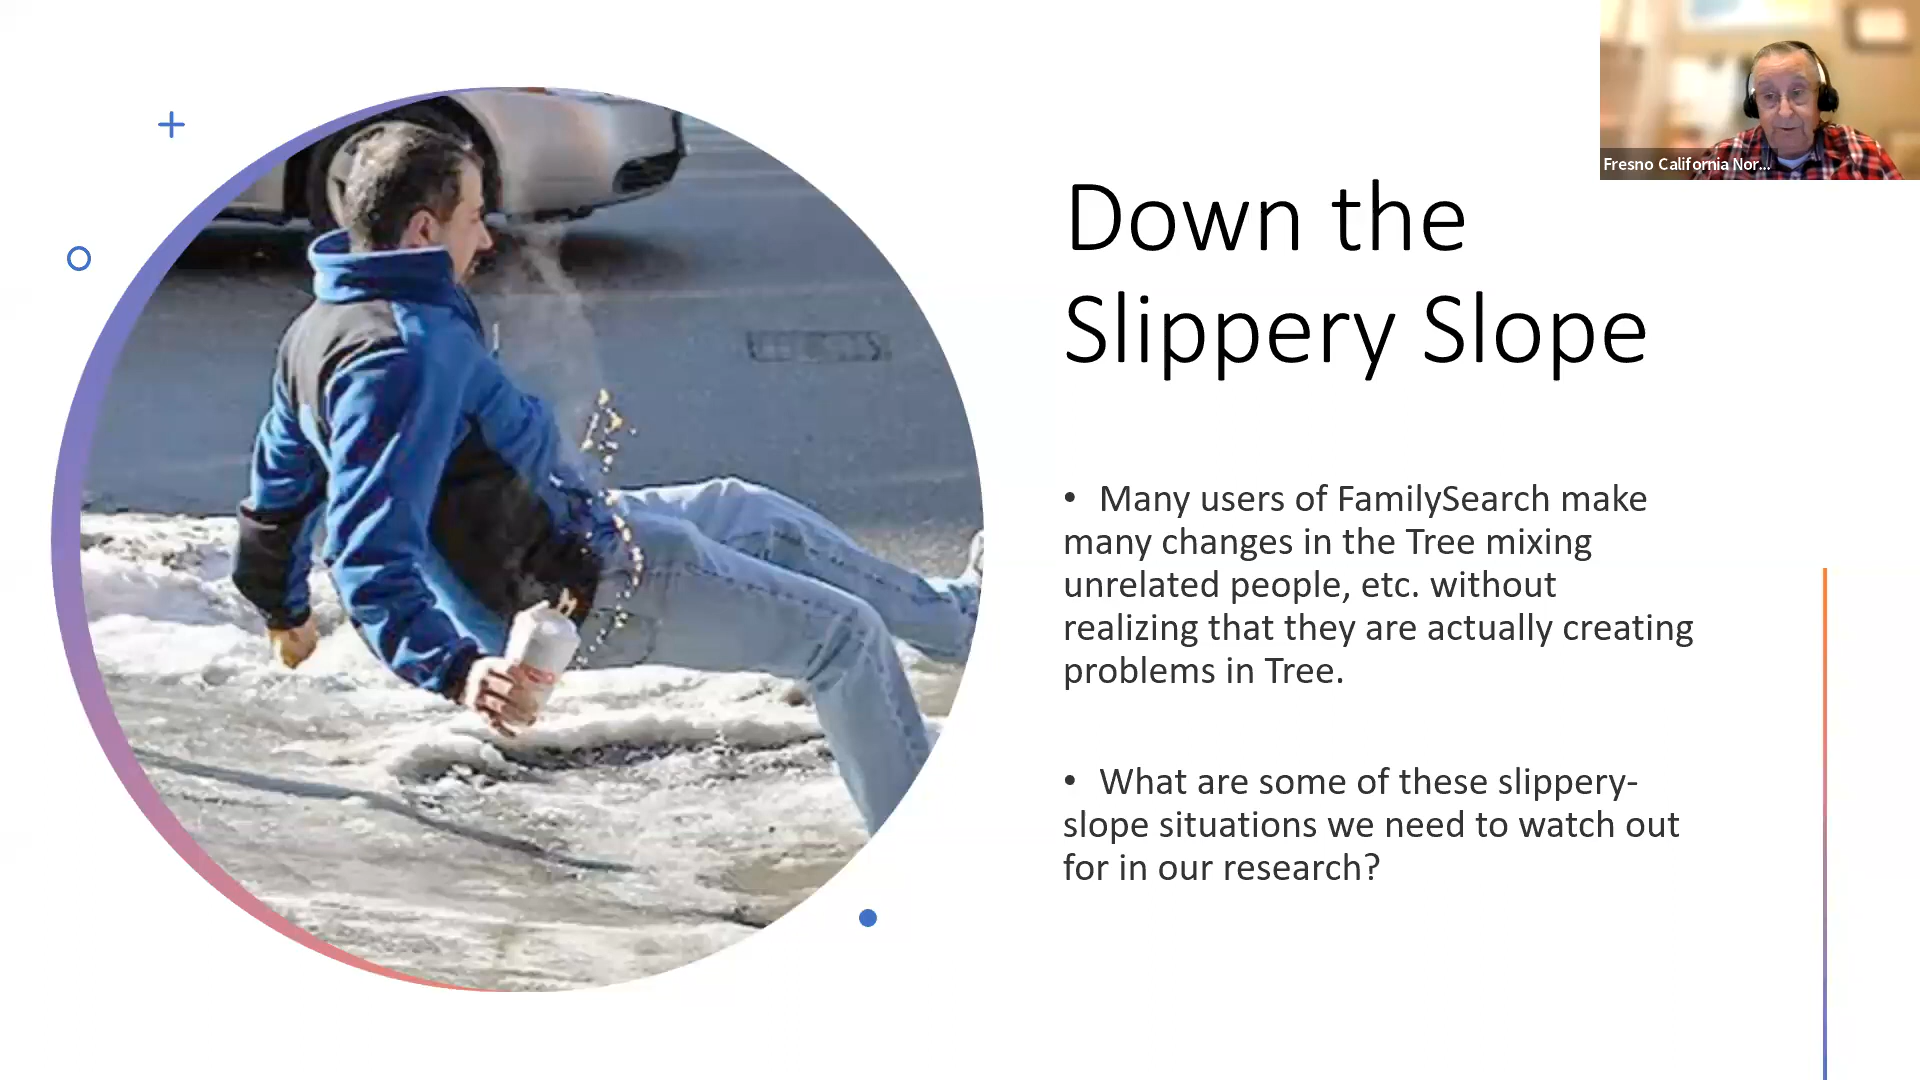 Fresno California Nor...
Down the
Slippery Slope
• Many users of FamilySearch make
many changes in the Tree mixing
unrelated people, etc. without
realizing that they are actually creating
problems in Tree.
• What are some of these slippery-
slope situations we need to watch out
for in our research?